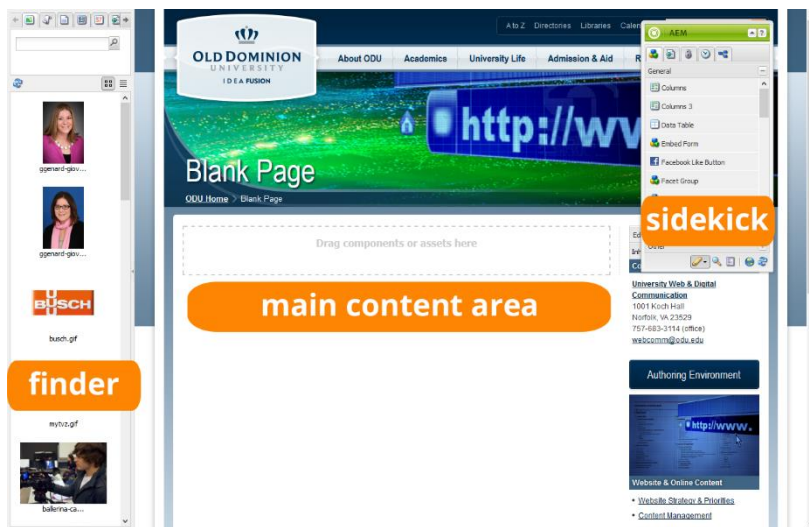 A to Z Directories Libraries
OLD DOMINION
UNIVERSITY
IDEA FUSION
About ODU Academics University Life Admission & Aid
http://ww
Blank Page
ODU Home > Blank Page
Drag components or assets here
main content area
ggenard-giov...
ggenard-giov...
BUSCH
busch.gif
finder
mytvz.gif
ballerina-ca...
AEM
General
Columns
Columns 3
Data Table
Embed Form
Facebook Like Button
Facet Group
sidekick
Other
University Web & Digital
Communication
1001 Koch Hall
Norfolk, VA 23529
757-683-3114 (office)
webcomm@odu.edu
Authoring Environment
http://www.
Website & Online Content
• Website Strategy & Priorities
• Content Management